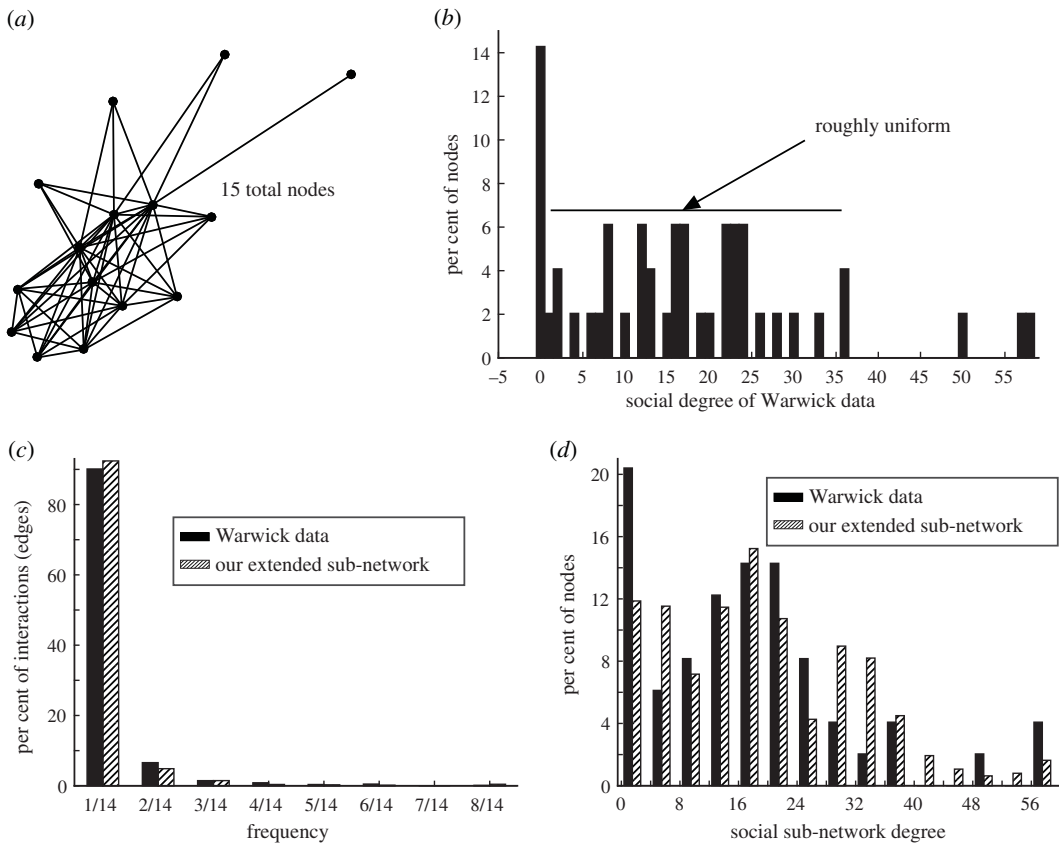 (a)
15 total nodes
(b)
per cent of nodes
14
12
10
8
6
4
2
0
roughly uniform
−5 0 5 10 15 20 25 30 35 40 45 50 55
social degree of Warwick data
(c)
per cent of interactions (edges)
80
60
40
20
0
Warwick data
our extended sub-network
1/14 2/14 3/14 4/14 5/14 6/14 7/14 8/14
frequency
(d)
per cent of nodes
20
16
12
8
4
0
Warwick data
our extended sub-network
0 8 16 24 32 40 48 56
social sub-network degree